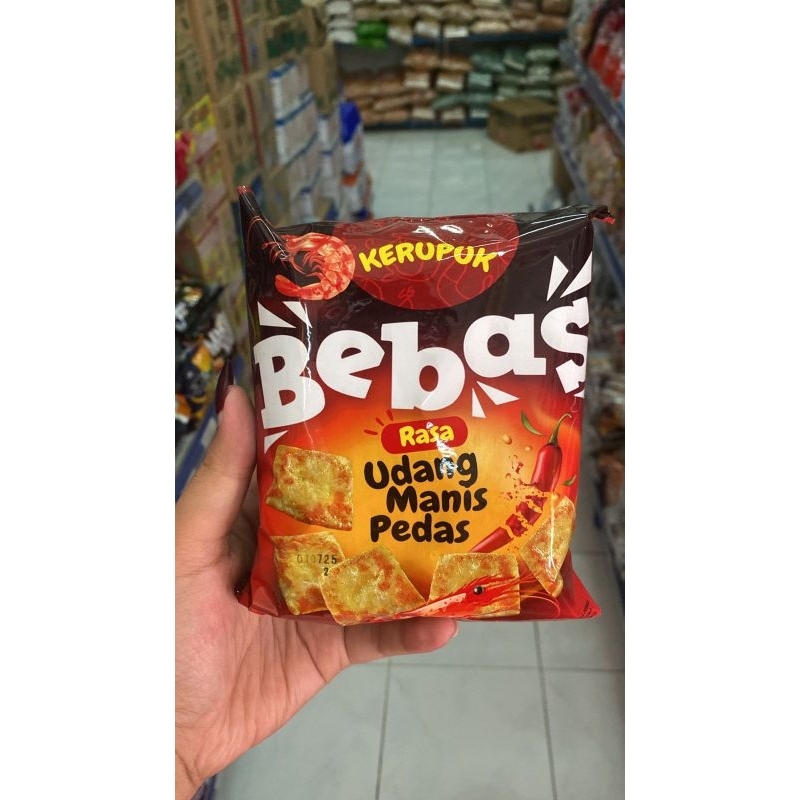 KERUPUK
Bebas
Rasa
Udang
Manis
Pedas
010725
2